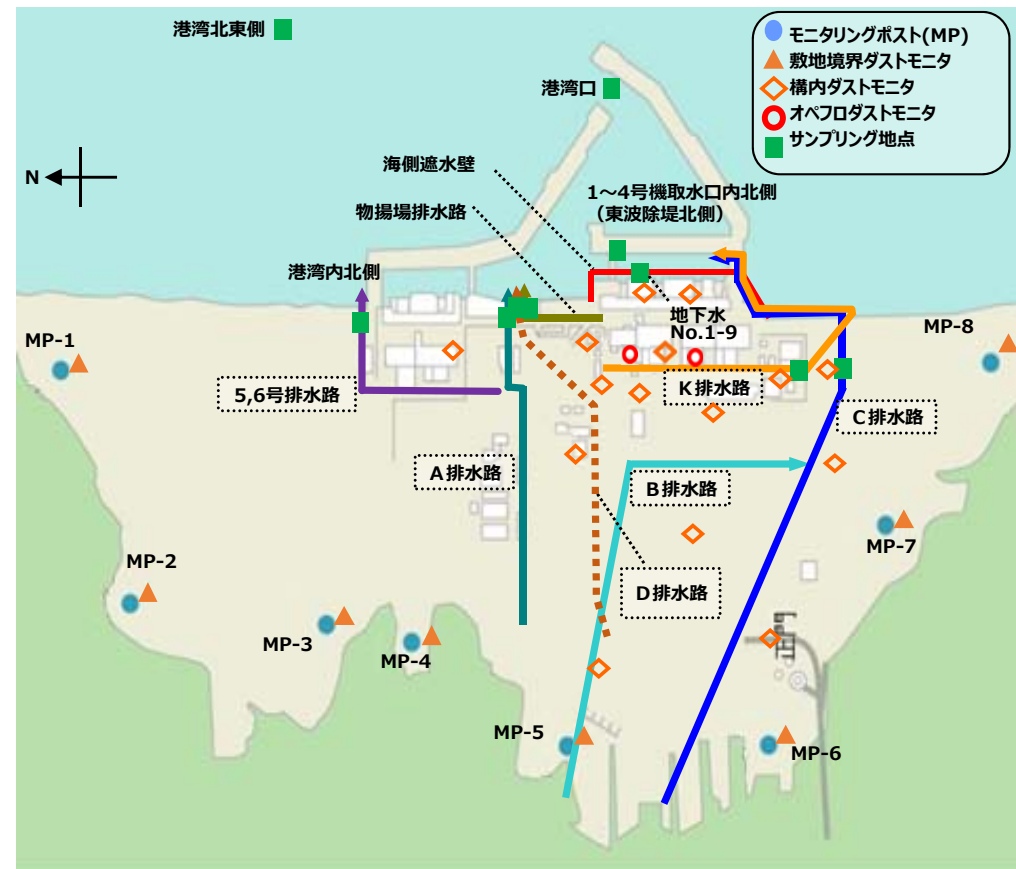 港湾北東側
モニタリングポスト(MP)
敷地境界ダストモニタ
構内ダストモニタ
オペフロダストモニタ
サンプリング地点
港湾口
N
海側遮水壁
1～4号機取水口内北側
（東波除堤北側）
物揚場排水路
港湾内北側
地下水
No.1-9
MP-1
MP-8
5,6号排水路
K排水路
C排水路
A排水路
B排水路
MP-7
MP-2
D排水路
MP-3
MP-4
MP-5
MP-6